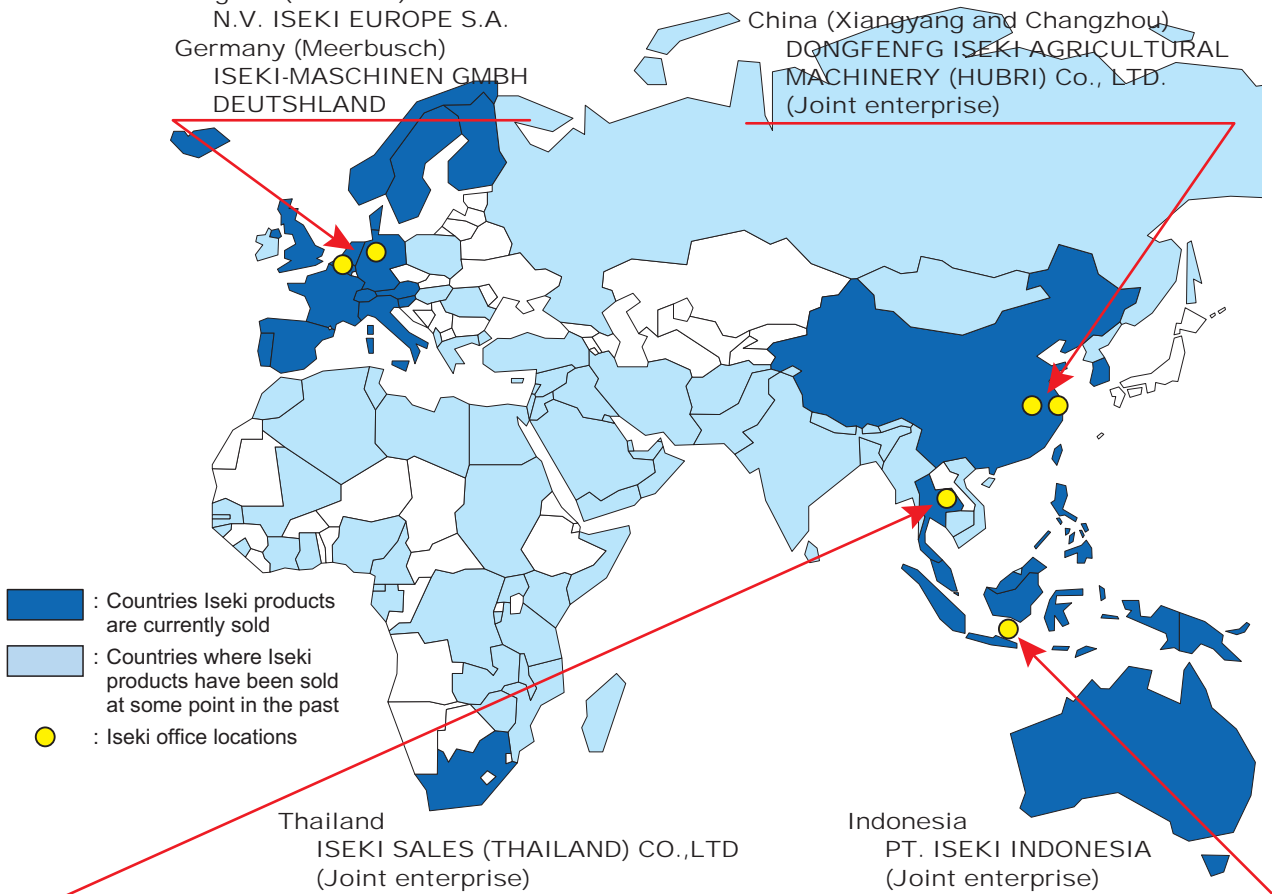 N.V. ISEKI EUROPE S.A.
Germany (Meerbusch)
ISEKI-MASCHINEN GMBH
DEUTSHLAND
China (Xiangyang and Changzhou)
DONGFENFG ISEKI AGRICULTURAL
MACHINERY (HUBRI) Co., LTD.
(Joint enterprise)
: Countries Iseki products
are currently sold
: Countries where Iseki
products have been sold
at some point in the past
: Iseki office locations
Thailand
ISEKI SALES (THAILAND) CO.,LTD
(Joint enterprise)
Indonesia
PT. ISEKI INDONESIA
(Joint enterprise)